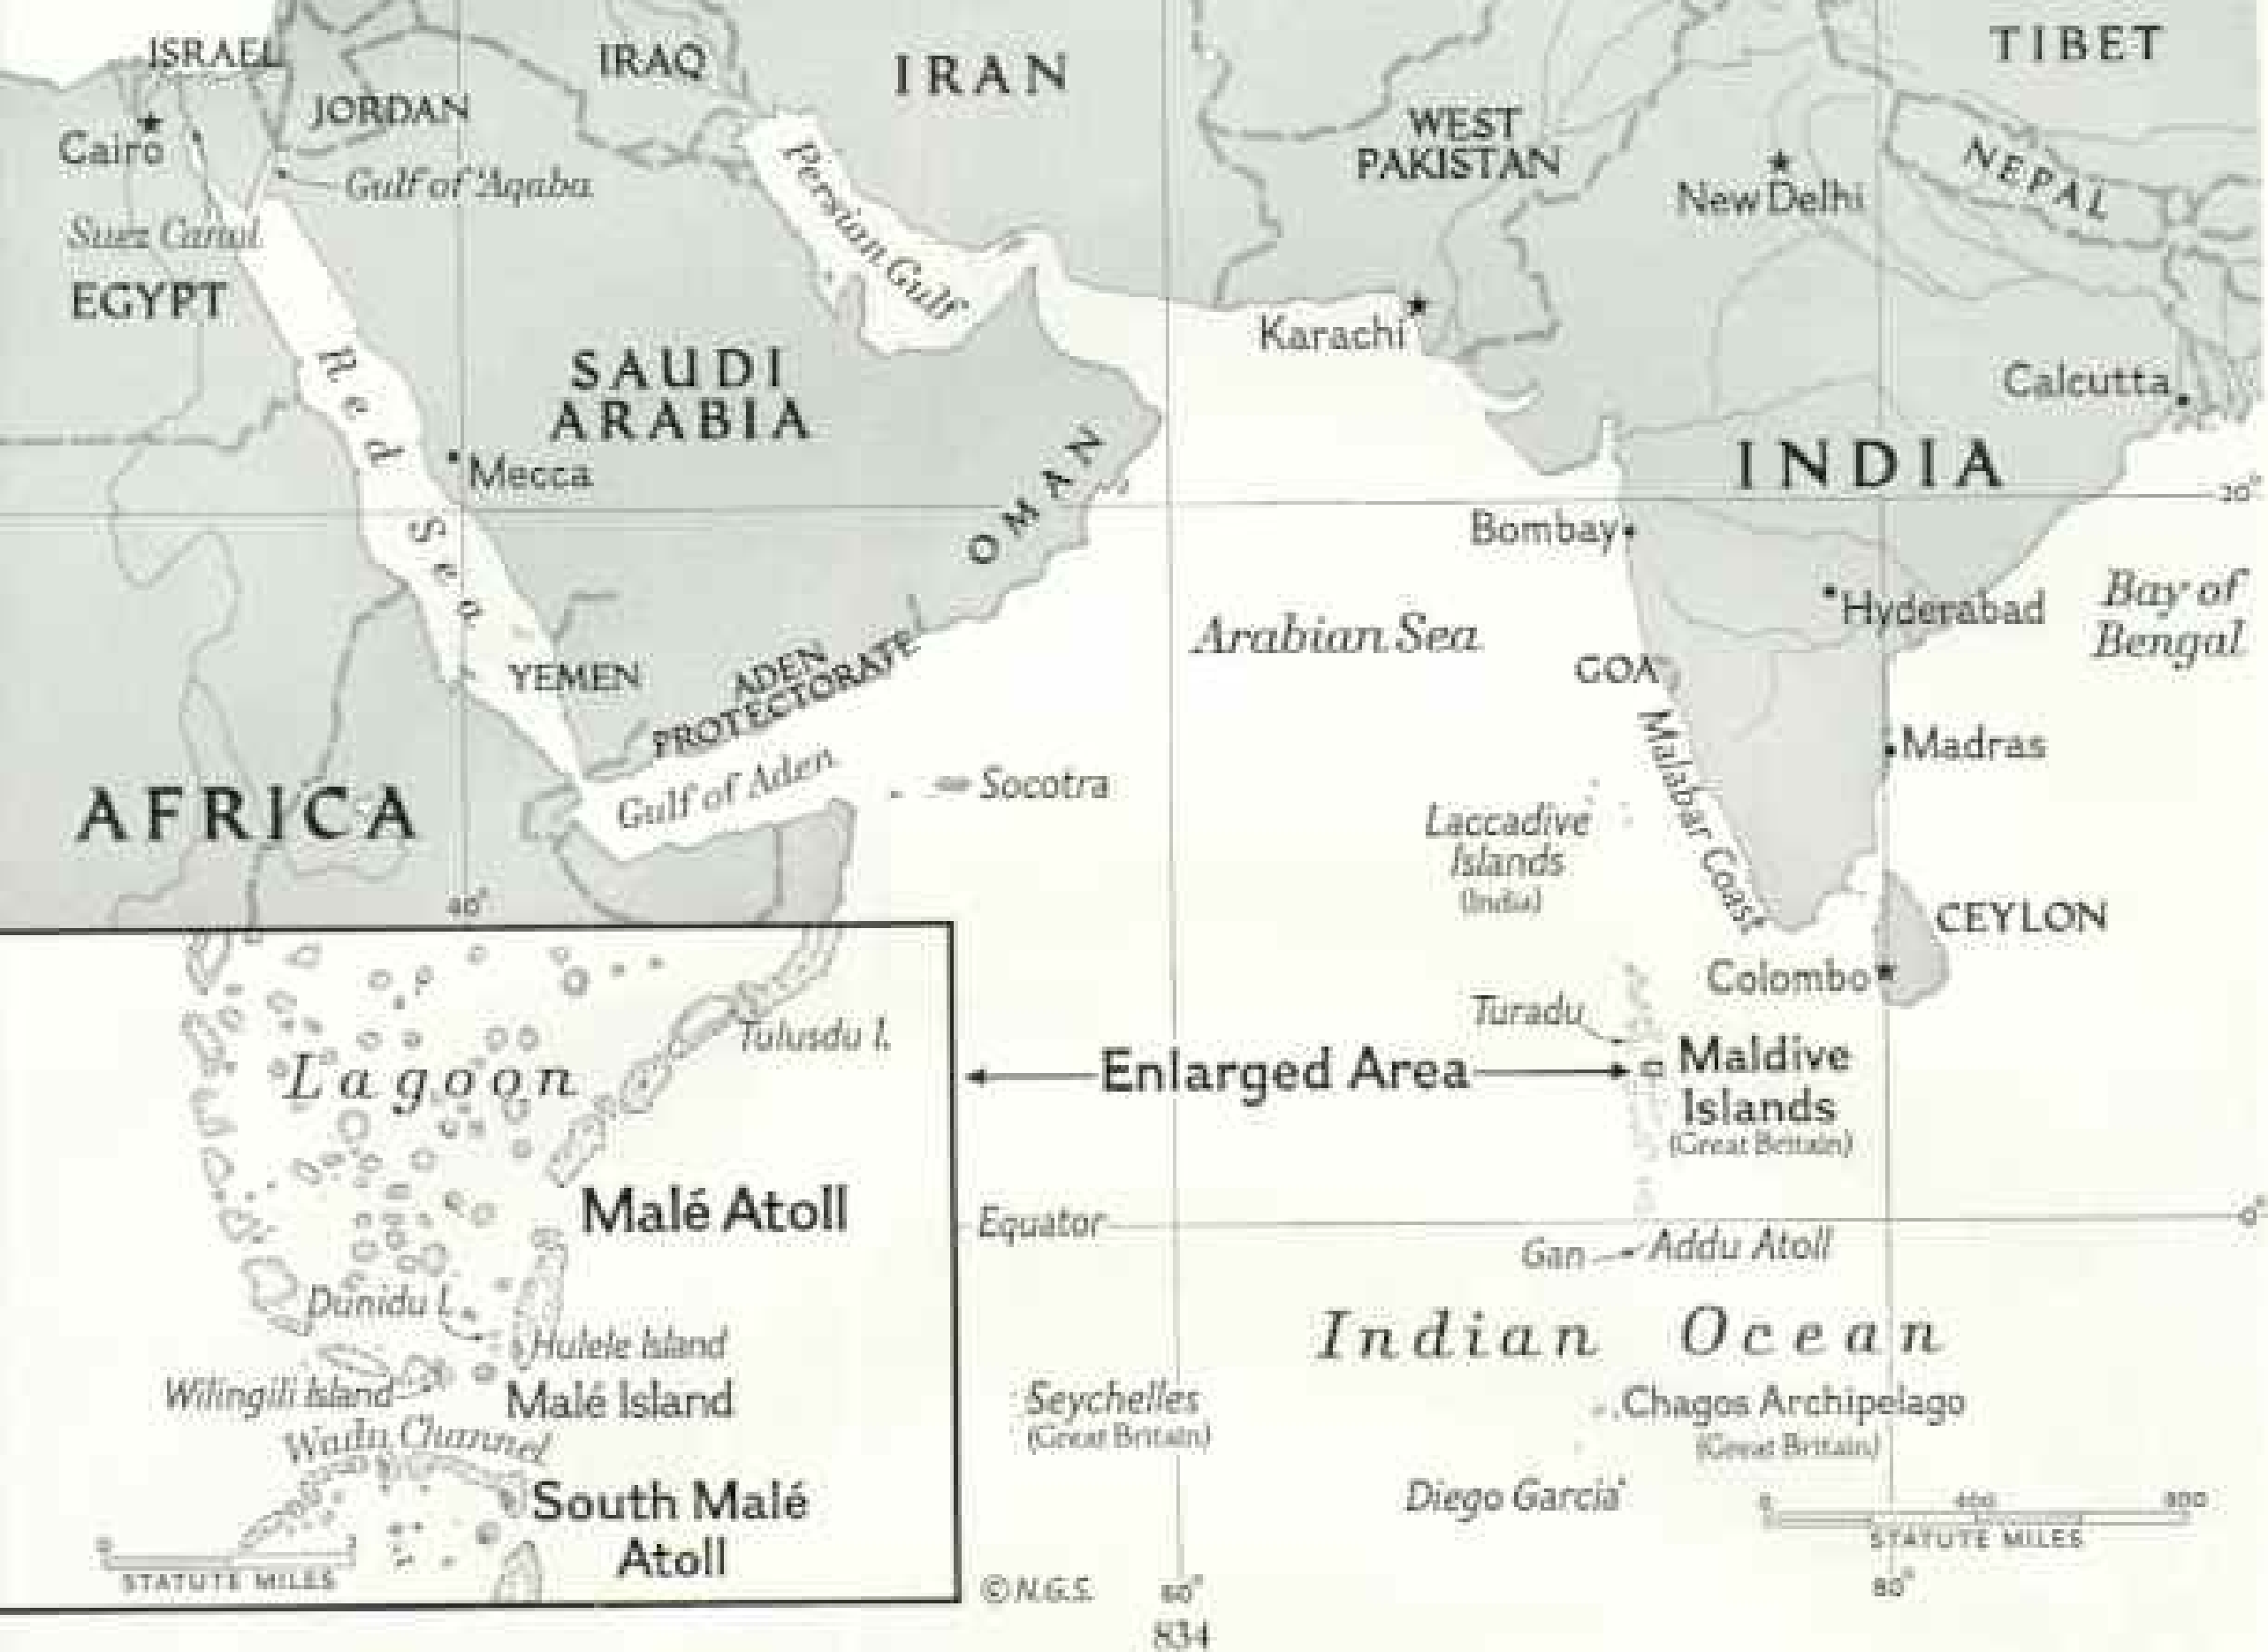 ISRAEL
IRAQ
IRAN
TIBET
JORDAN
Cairo
WEST
PAKISTAN
NEPAL
New Delhi
Gulf of 'Aqaba
Persian Gulf
Suez Canal
EGYPT
Karachi
Red Sea
SAUDI
ARABIA
Calcutta
OMAN
Mecca
INDIA
20°
Bombay
Hyderabad
Bay of
Bengal
Arabian Sea
GOA
YEMEN
ADEN
PROTECTORATE
Malabar Coast
Madras
Gulf of Aden
Socotra
AFRICA
Laccadive
Islands
(India)
40°
CEYLON
Colombo
Turadu
Tulusdu I.
Lagoon
Enlarged Area
Maldive
Islands
(Great Britain)
Malé Atoll
Equator
0°
Gan
Addu Atoll
Dunidu I.
Hulele Island
Indian Ocean
Wilingili Island
Malé Island
Seychelles
(Great Britain)
Chagos Archipelago
(Great Britain)
Wadu Channel
South Malé
Atoll
Diego Garcia
0 400 800
STATUTE MILES
0
STATUTE MILES
© N.G.S.
60°
80°
834